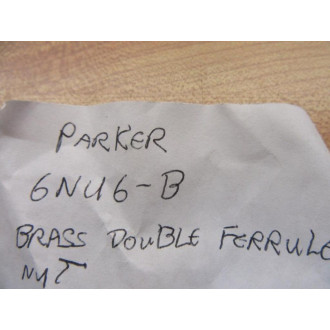 PARKER
6NU6-B
BRASS DOUBLE FERRULE
NUT